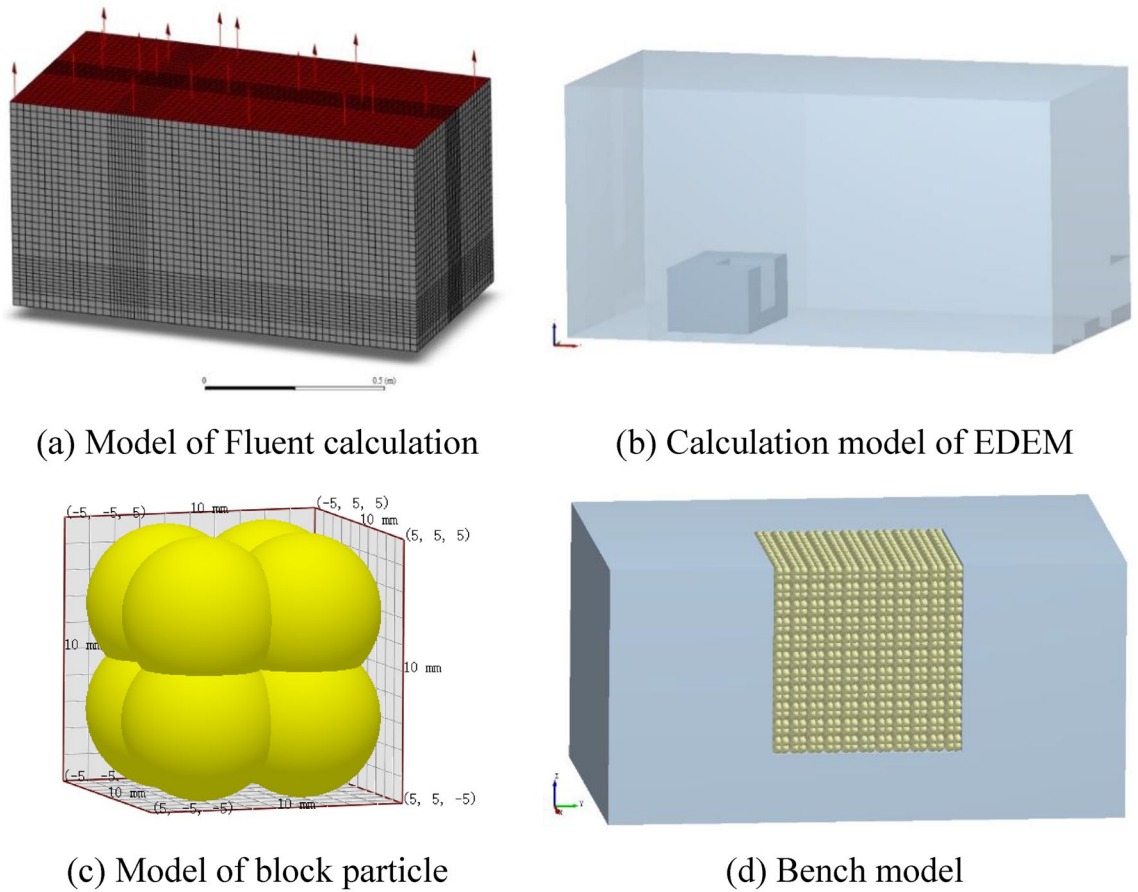 0
0.5 (m)
(a) Model of Fluent calculation
(b) Calculation model of EDEM
(-5, -5, 5)
10 mm
(-5, 5, 5)
10 mm
(5, 5, 5)
10 mm
10 mm
(-5, -5,
10 mm
(5, -5, -5)
10 mm
(5, 5, -5)
Z
Y
(c) Model of block particle
(d) Bench model